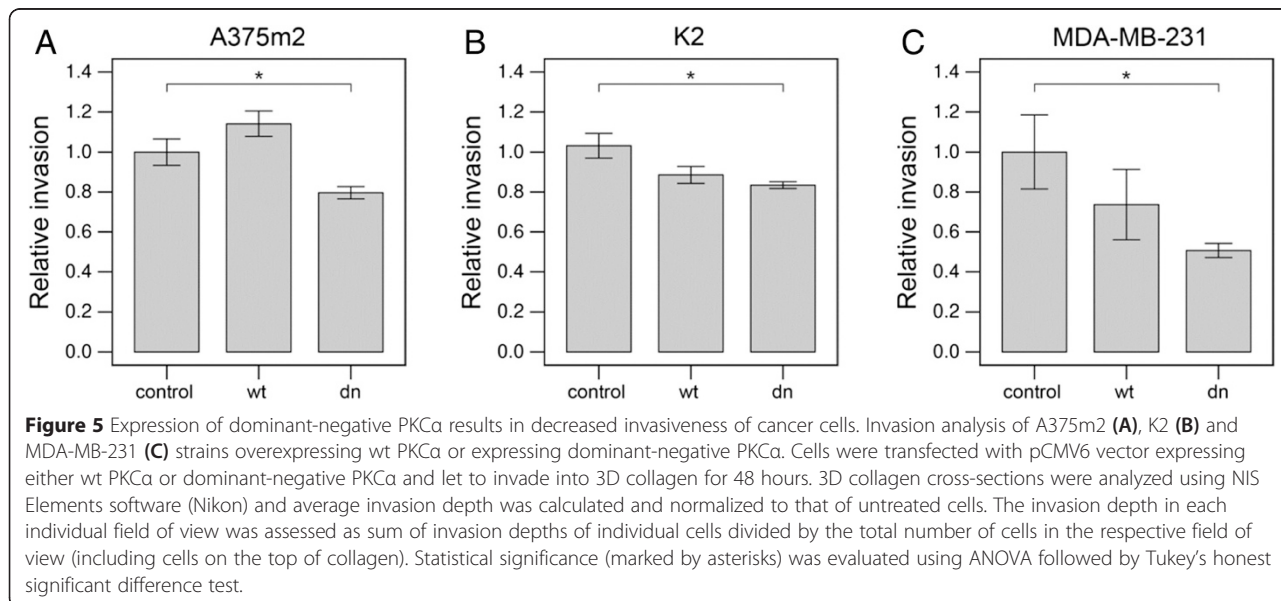 A
A375m2
*
Relative invasion
1.4
1.2
1.0
0.8
0.6
0.4
0.2
0.0
control wt dn
B
K2
*
Relative invasion
1.4
1.2
1.0
0.8
0.6
0.4
0.2
0.0
control wt dn
C
MDA-MB-231
*
Relative invasion
1.4
1.2
1.0
0.8
0.6
0.4
0.2
0.0
control wt dn
Figure 5 Expression of dominant-negative PKCα results in decreased invasiveness of cancer cells. Invasion analysis of A375m2 (A), K2 (B) and
MDA-MB-231 (C) strains overexpressing wt PKCα or expressing dominant-negative PKCα. Cells were transfected with pCMV6 vector expressing
either wt PKCα or dominant-negative PKCα and let to invade into 3D collagen for 48 hours. 3D collagen cross-sections were analyzed using NIS
Elements software (Nikon) and average invasion depth was calculated and normalized to that of untreated cells. The invasion depth in each
individual field of view was assessed as sum of invasion depths of individual cells divided by the total number of cells in the respective field of
view (including cells on the top of collagen). Statistical significance (marked by asterisks) was evaluated using ANOVA followed by Tukey's honest
significant difference test.